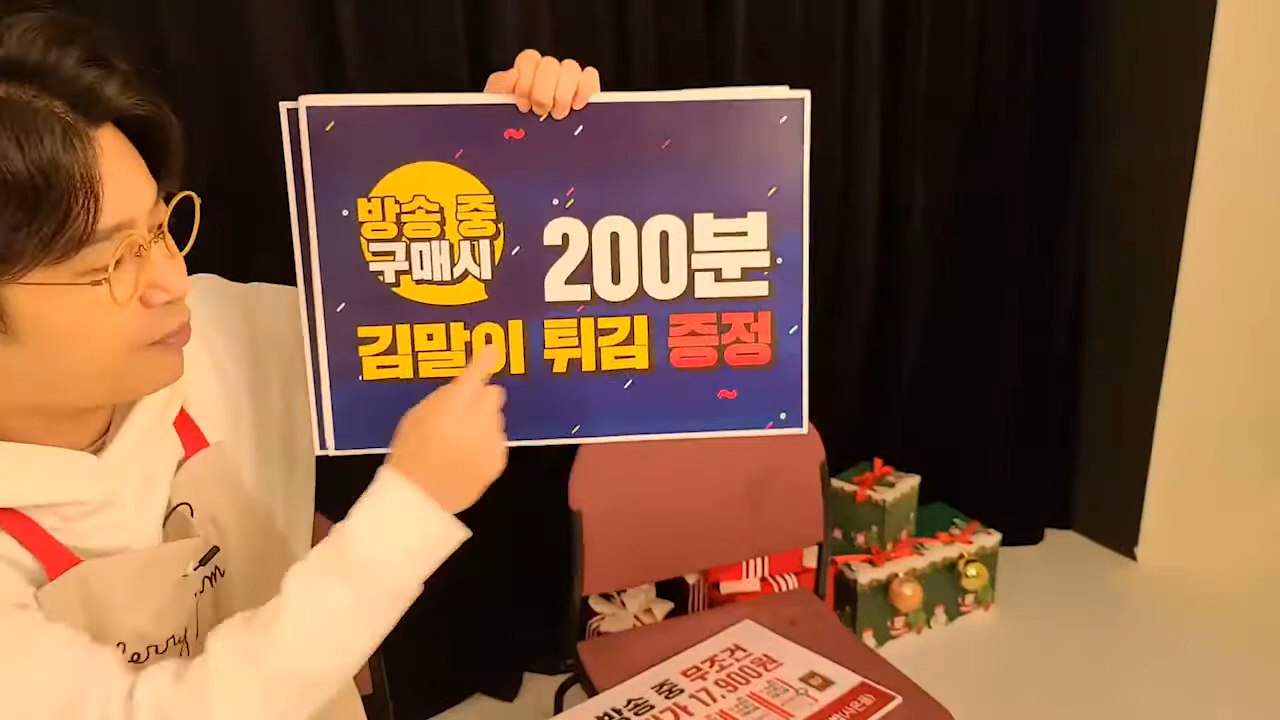 방송 중
구매시
200분
김말이 튀김 증정
방송 중 무조건
가 17,900원